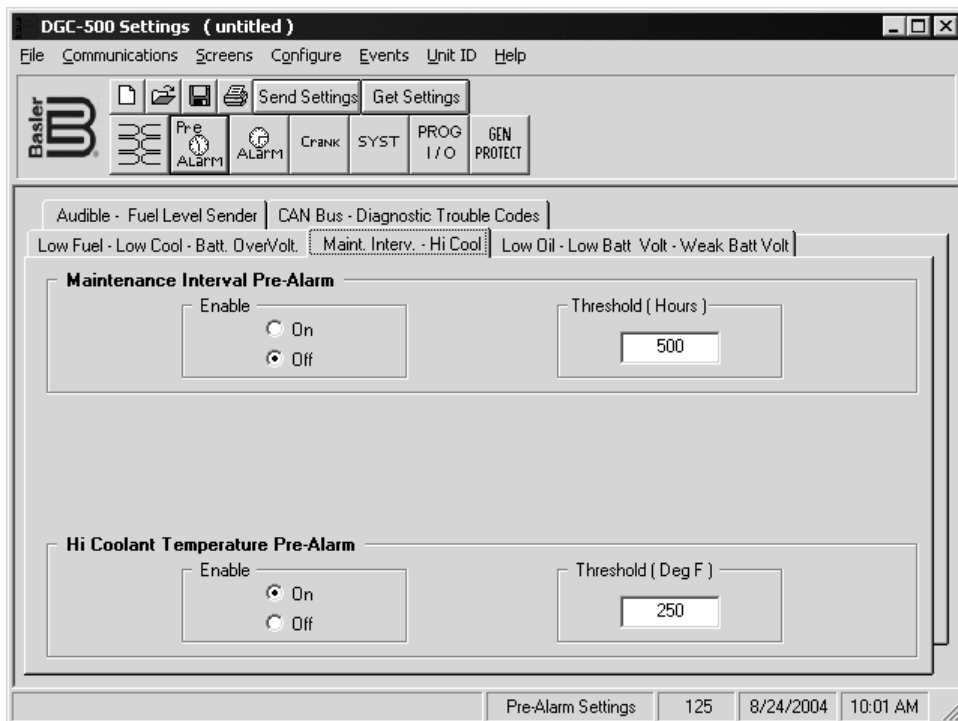 DGC-500 Settings ( untitled )
File Communications Screens Configure Events Unit ID Help
Basler
Send Settings Get Settings
Pre ALarm
ALarm
Crank
SYST
PROG I/O
GEN PROTECT
Audible - Fuel Level Sender CAN Bus - Diagnostic Trouble Codes
Low Fuel - Low Cool - Batt. OverVolt. Maint. Interv. - Hi Cool Low Oil - Low Batt Volt - Weak Batt Volt
Maintenance Interval Pre-Alarm
Enable Threshold ( Hours )
On
Off
500
Hi Coolant Temperature Pre-Alarm
Enable Threshold ( Deg F )
On
Off
250
Pre-Alarm Settings 125 8/24/2004 10:01 AM